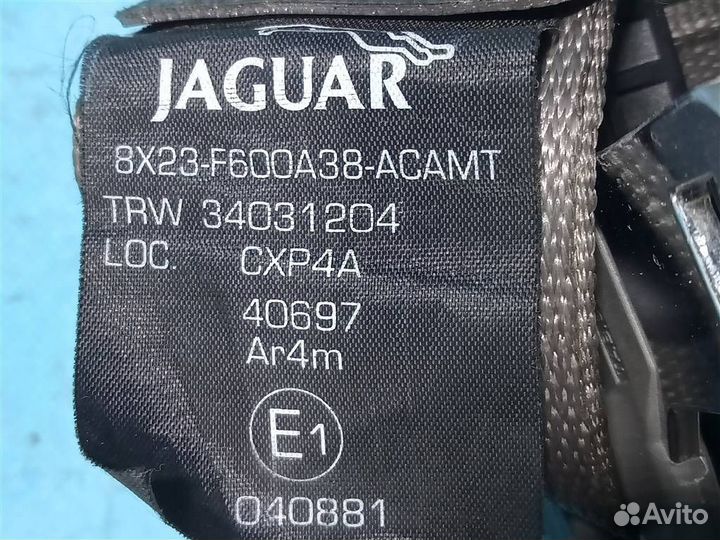 JAGUAR
8X23-F600A38-ACAMT
TRW 34031204
LOC. CXP4A
40697
Ar4m
E1
040881
Avito